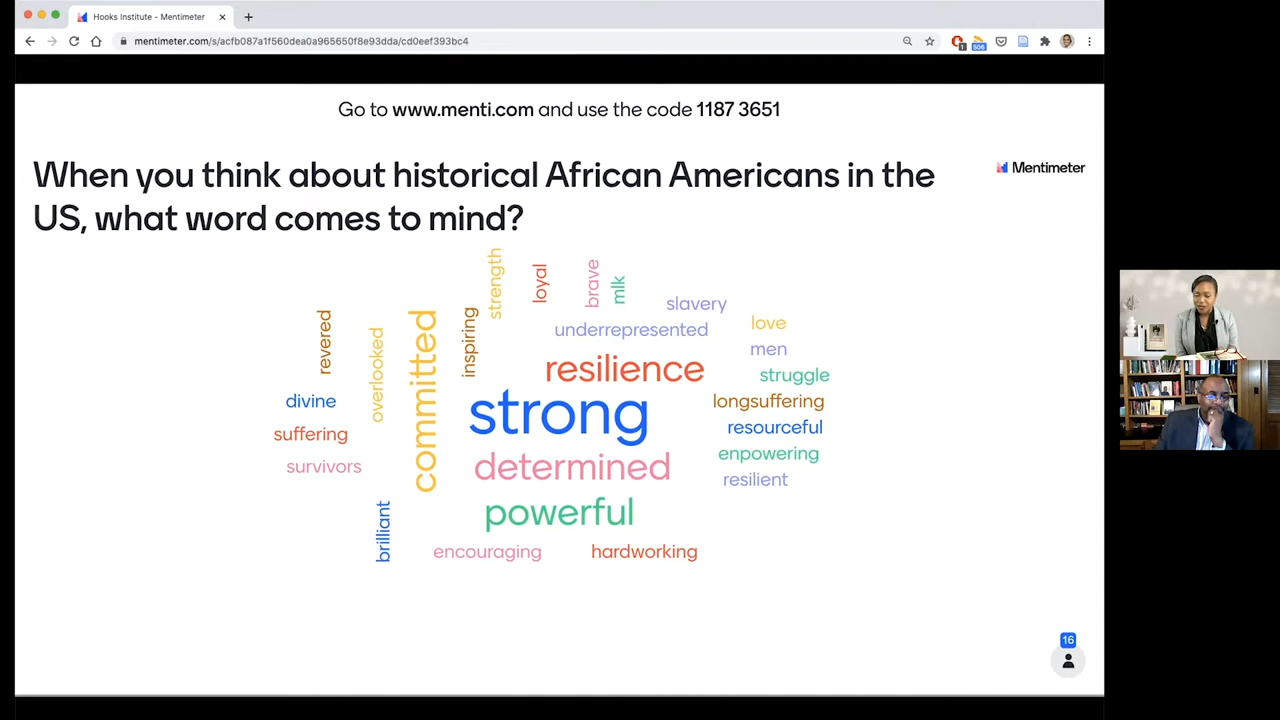 Hooks Institute - Mentimeter
mentimeter.com/s/acfb087a1f560dea0a965650f8e93dda/cd0eef393bc4
1
506
Go to www.menti.com and use the code 1187 3651
When you think about historical African Americans in the
US, what word comes to mind?
Mentimeter
strength
loyal
brave
mlk
slavery
revered
overlooked
committed
inspiring
underrepresented
love
men
resilience
struggle
divine
strong
longsuffering
suffering
resourceful
survivors
determined
enpowering
resilient
brilliant
powerful
encouraging
hardworking
16